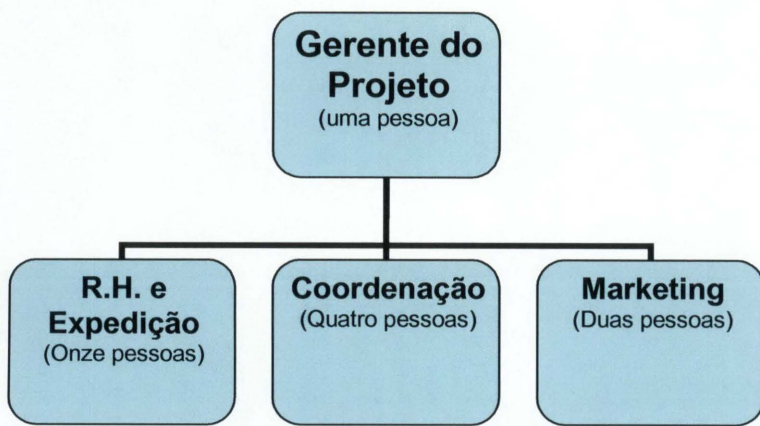 Gerente do
Projeto
(uma pessoa)
R.H. e
Expedição
(Onze pessoas)
Coordenação
(Quatro pessoas)
Marketing
(Duas pessoas)